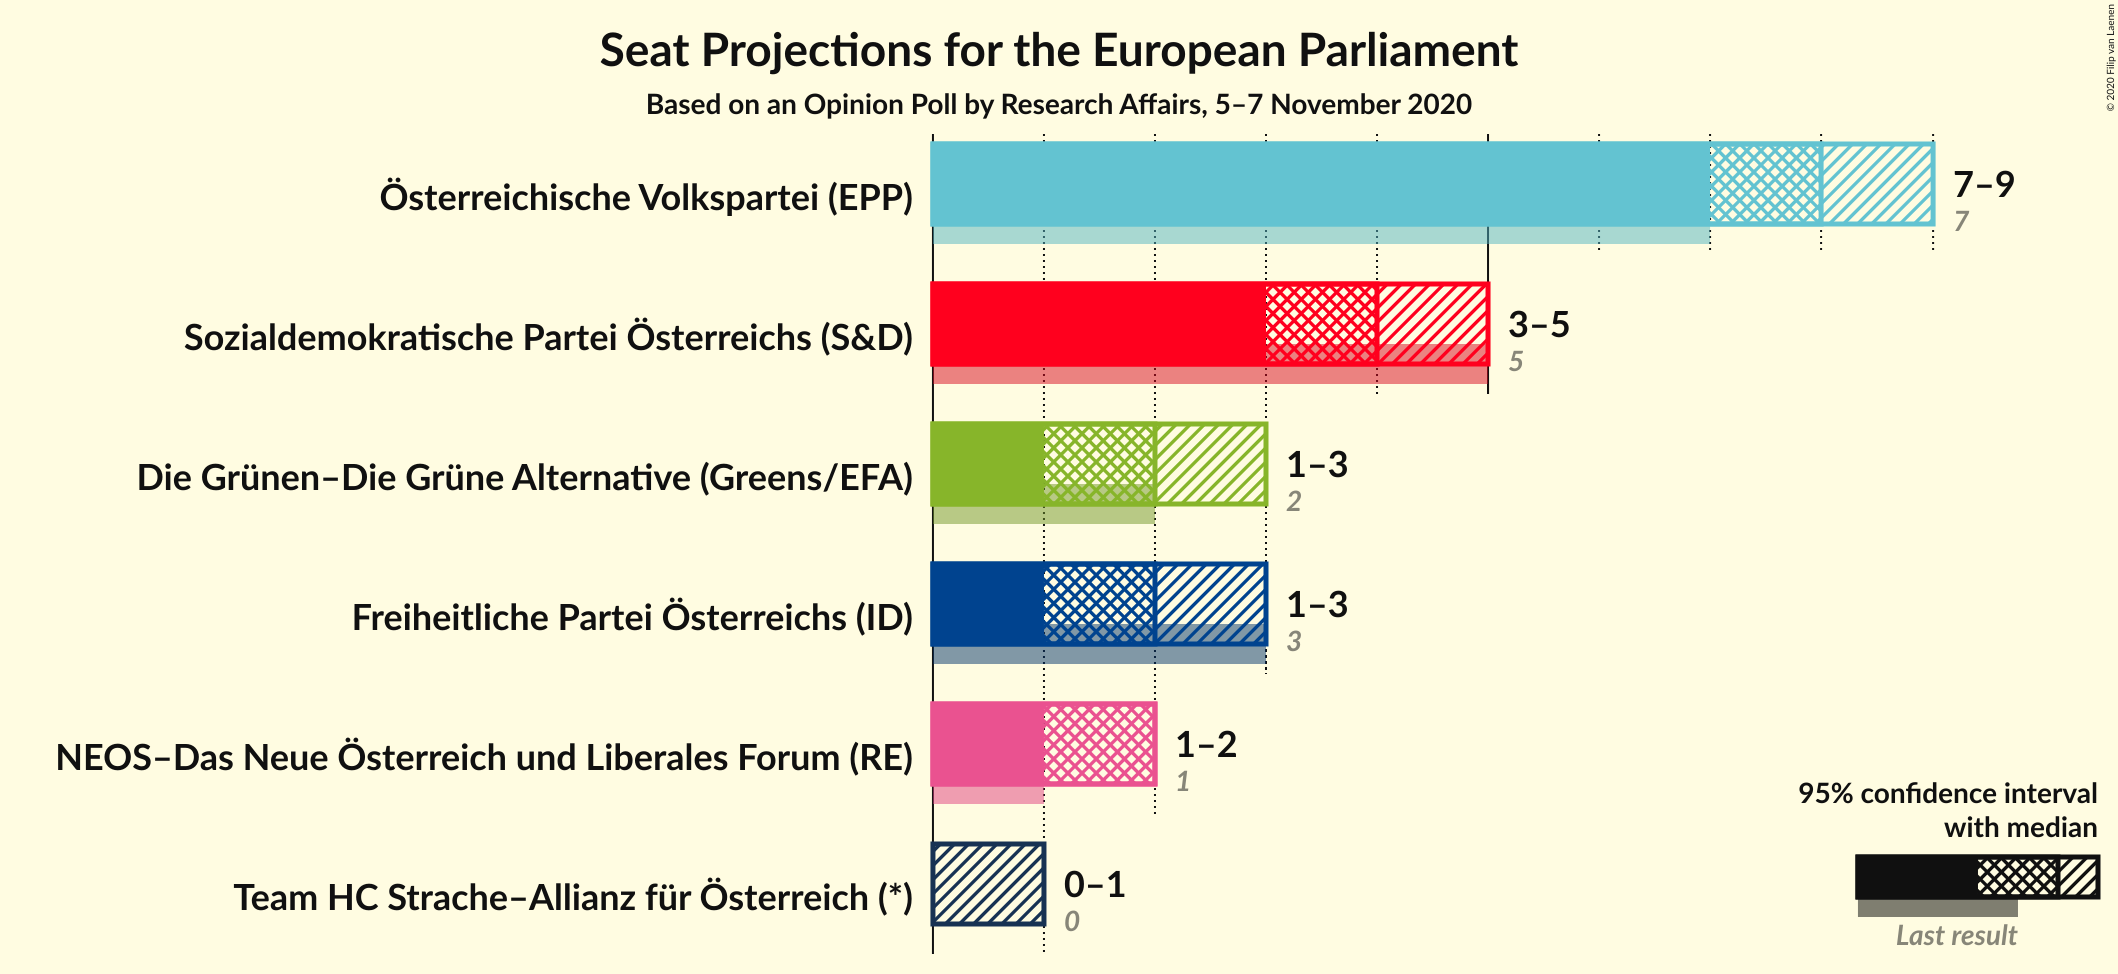 Seat Projections for the European Parliament
Based on an Opinion Poll by Research Affairs, 5–7 November 2020
© 2020 Filip van Laenen
Österreichische Volkspartei (EPP)
7–9
7
Sozialdemokratische Partei Österreichs (S&D)
3–5
5
Die Grünen–Die Grüne Alternative (Greens/EFA)
1–3
2
Freiheitliche Partei Österreichs (ID)
1–3
3
NEOS–Das Neue Österreich und Liberales Forum (RE)
1–2
1
Team HC Strache–Allianz für Österreich (*)
0–1
0
95% confidence interval
with median
Last result